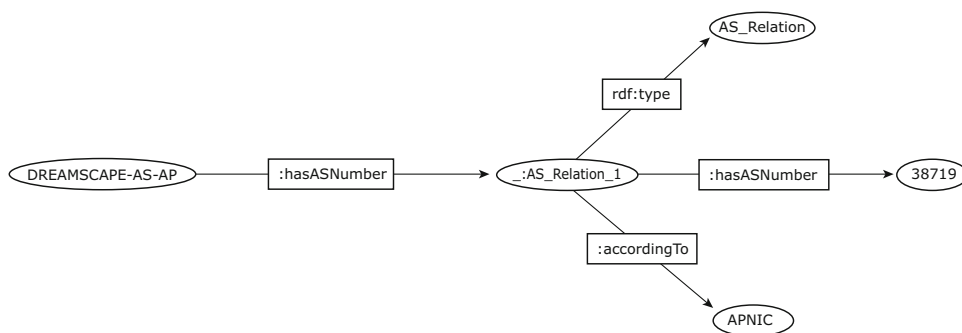 AS_Relation
rdf:type
DREAMSCAPE-AS-AP
:hasASNumber
_:AS_Relation_1
:hasASNumber
38719
:accordingTo
APNIC